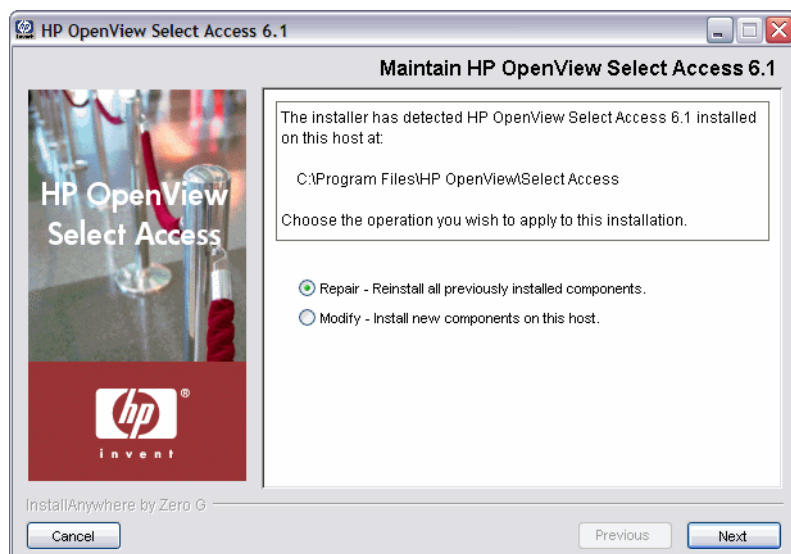 HP OpenView Select Access 6.1
Maintain HP OpenView Select Access 6.1
HP OpenView
Select Access
hp
®
invent
The installer has detected HP OpenView Select Access 6.1 installed
on this host at:
C:\Program Files\HP OpenView\Select Access
Choose the operation you wish to apply to this installation.
Repair - Reinstall all previously installed components.
Modify - Install new components on this host.
InstallAnywhere by Zero G
Cancel
Previous
Next